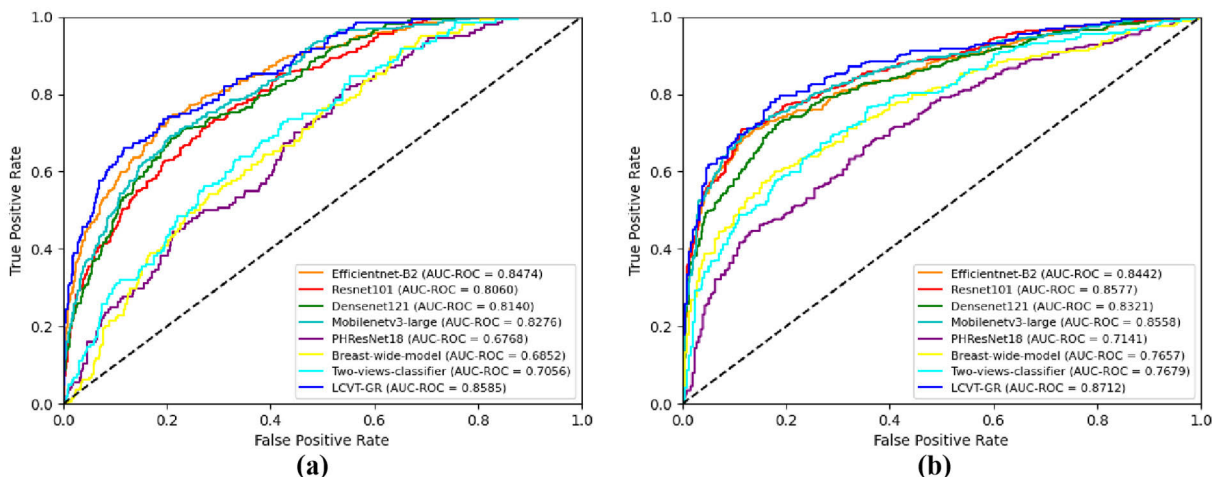 1.0
0.8
0.6
0.4
0.2
0.0
True Positive Rate
Efficientnet-B2 (AUC-ROC = 0.8474)
Resnet101 (AUC-ROC = 0.8060)
Densenet121 (AUC-ROC = 0.8140)
Mobilenetv3-large (AUC-ROC = 0.8276)
PHResNet18 (AUC-ROC = 0.6768)
Breast-wide-model (AUC-ROC = 0.6852)
Two-views-classifier (AUC-ROC = 0.7056)
LCVT-GR (AUC-ROC = 0.8585)
0.0 0.2 0.4 0.6 0.8 1.0
False Positive Rate
(a)
1.0
0.8
0.6
0.4
0.2
0.0
True Positive Rate
Efficientnet-B2 (AUC-ROC = 0.8442)
Resnet101 (AUC-ROC = 0.8577)
Densenet121 (AUC-ROC = 0.8321)
Mobilenetv3-large (AUC-ROC = 0.8558)
PHResNet18 (AUC-ROC = 0.7141)
Breast-wide-model (AUC-ROC = 0.7657)
Two-views-classifier (AUC-ROC = 0.7679)
LCVT-GR (AUC-ROC = 0.8712)
0.0 0.2 0.4 0.6 0.8 1.0
False Positive Rate
(b)